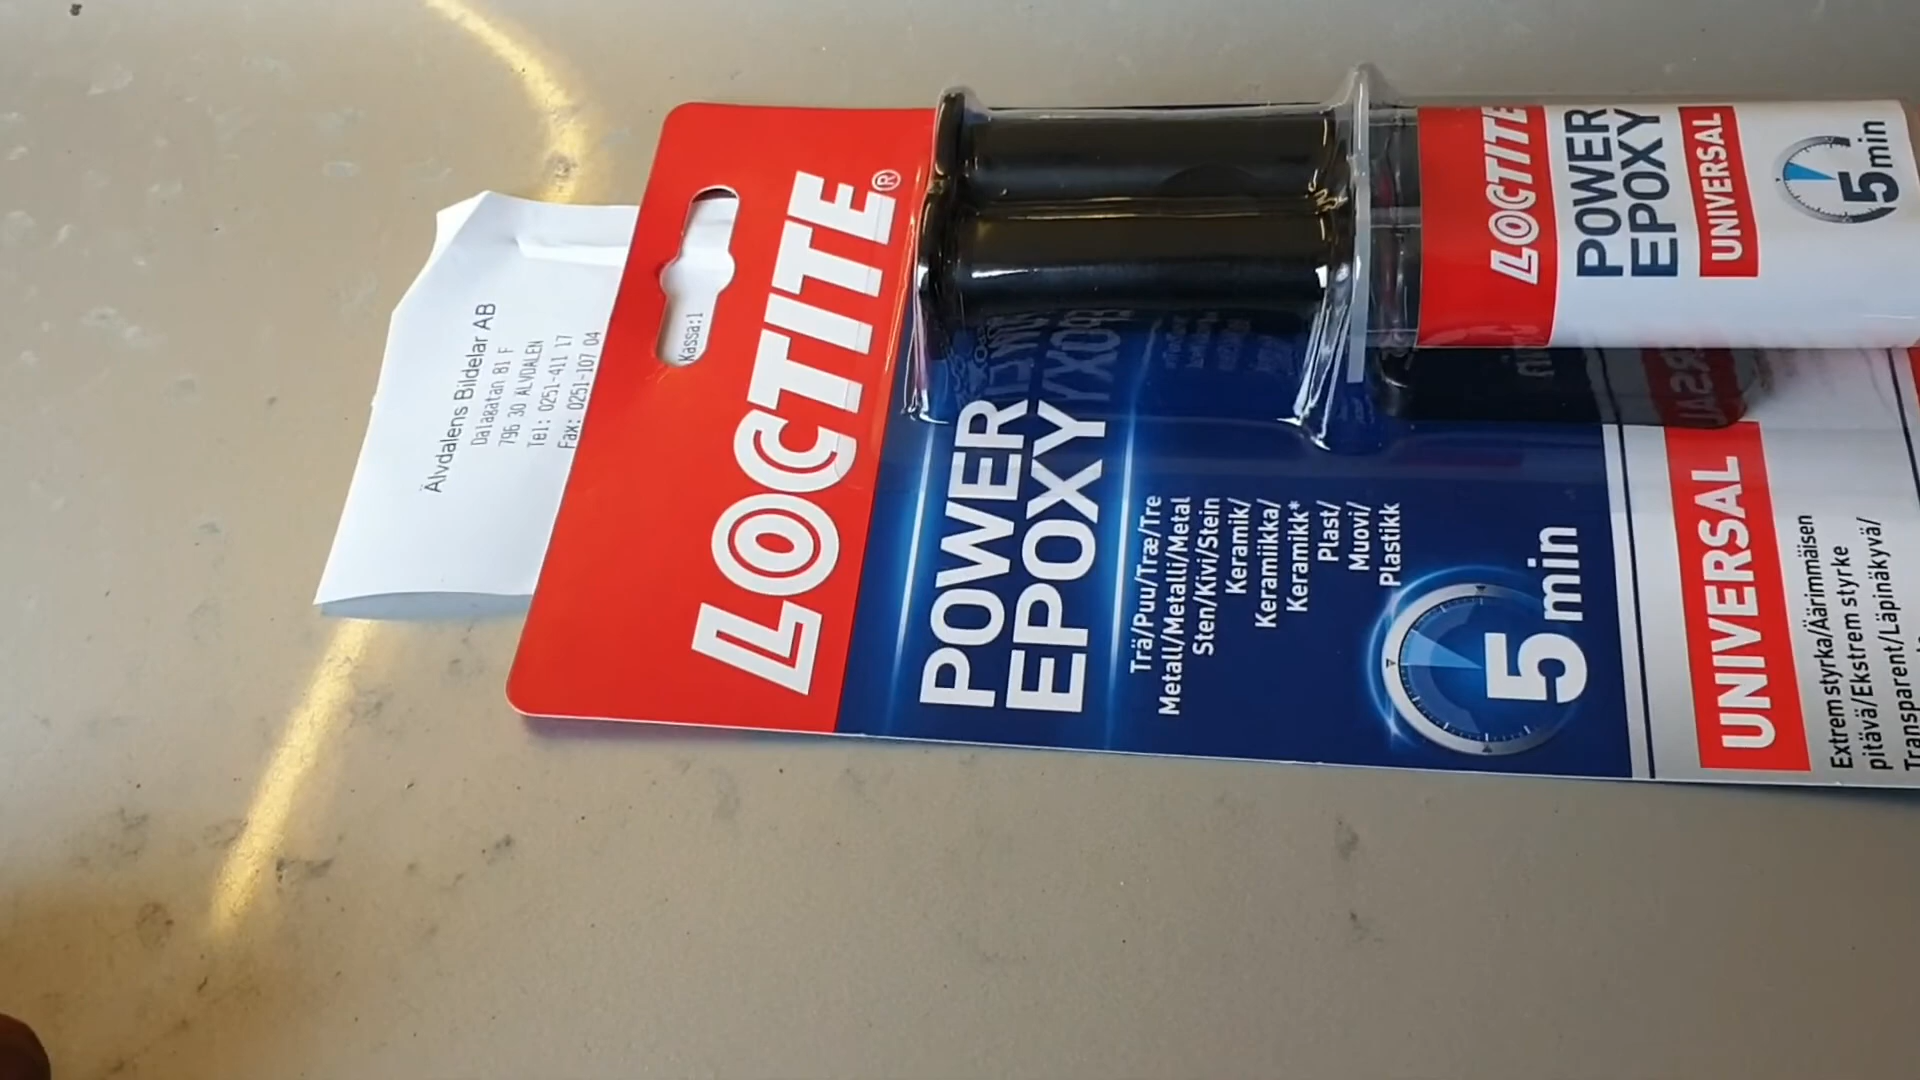 Älvdalens Bildelar AB
Dalagatan 81 F
796 30 ÄLVDALEN
Tel: 0251-411 17
Fax: 0251-107 04
Kassa:1
LOCTITE®
POWER
EPOXY
Trä/Puu/Træ/Tre
Metall/Metalli/Metal
Sten/Kivi/Stein
Keramik/
Keramiikka/
Keramikk*
Plast/
Muovi/
Plastikk
5 min
UNIVERSAL
Extrem styrka/Äärimmäisen
pitävä/Ekstrem styrke
Transparent/Läpinäkyvä/
LOCTITE
POWER
EPOXY
UNIVERSAL
5 min